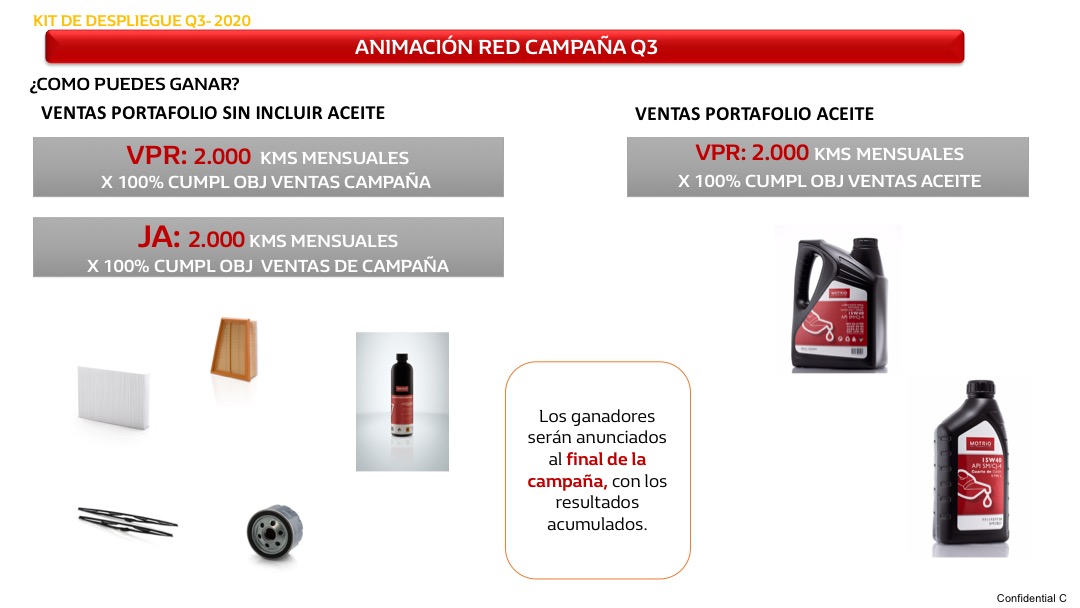 KIT DE DESPLIEGUE Q3- 2020
ANIMACIÓN RED CAMPAÑA Q3
¿COMO PUEDES GANAR?
VENTAS PORTAFOLIO SIN INCLUIR ACEITE
VPR: 2.000 KMS MENSUALES
X 100% CUMPL OBJ VENTAS CAMPAÑA
JA: 2.000 KMS MENSUALES
X 100% CUMPL OBJ VENTAS DE CAMPAÑA
VENTAS PORTAFOLIO ACEITE
VPR: 2.000 KMS MENSUALES
X 100% CUMPL OBJ VENTAS ACEITE
Los ganadores
serán anunciados
al final de la
campaña, con los
resultados
acumulados.
MOTRIO
15W40
MOTRIO
15W40
API SM/CJ-4
Confidential C